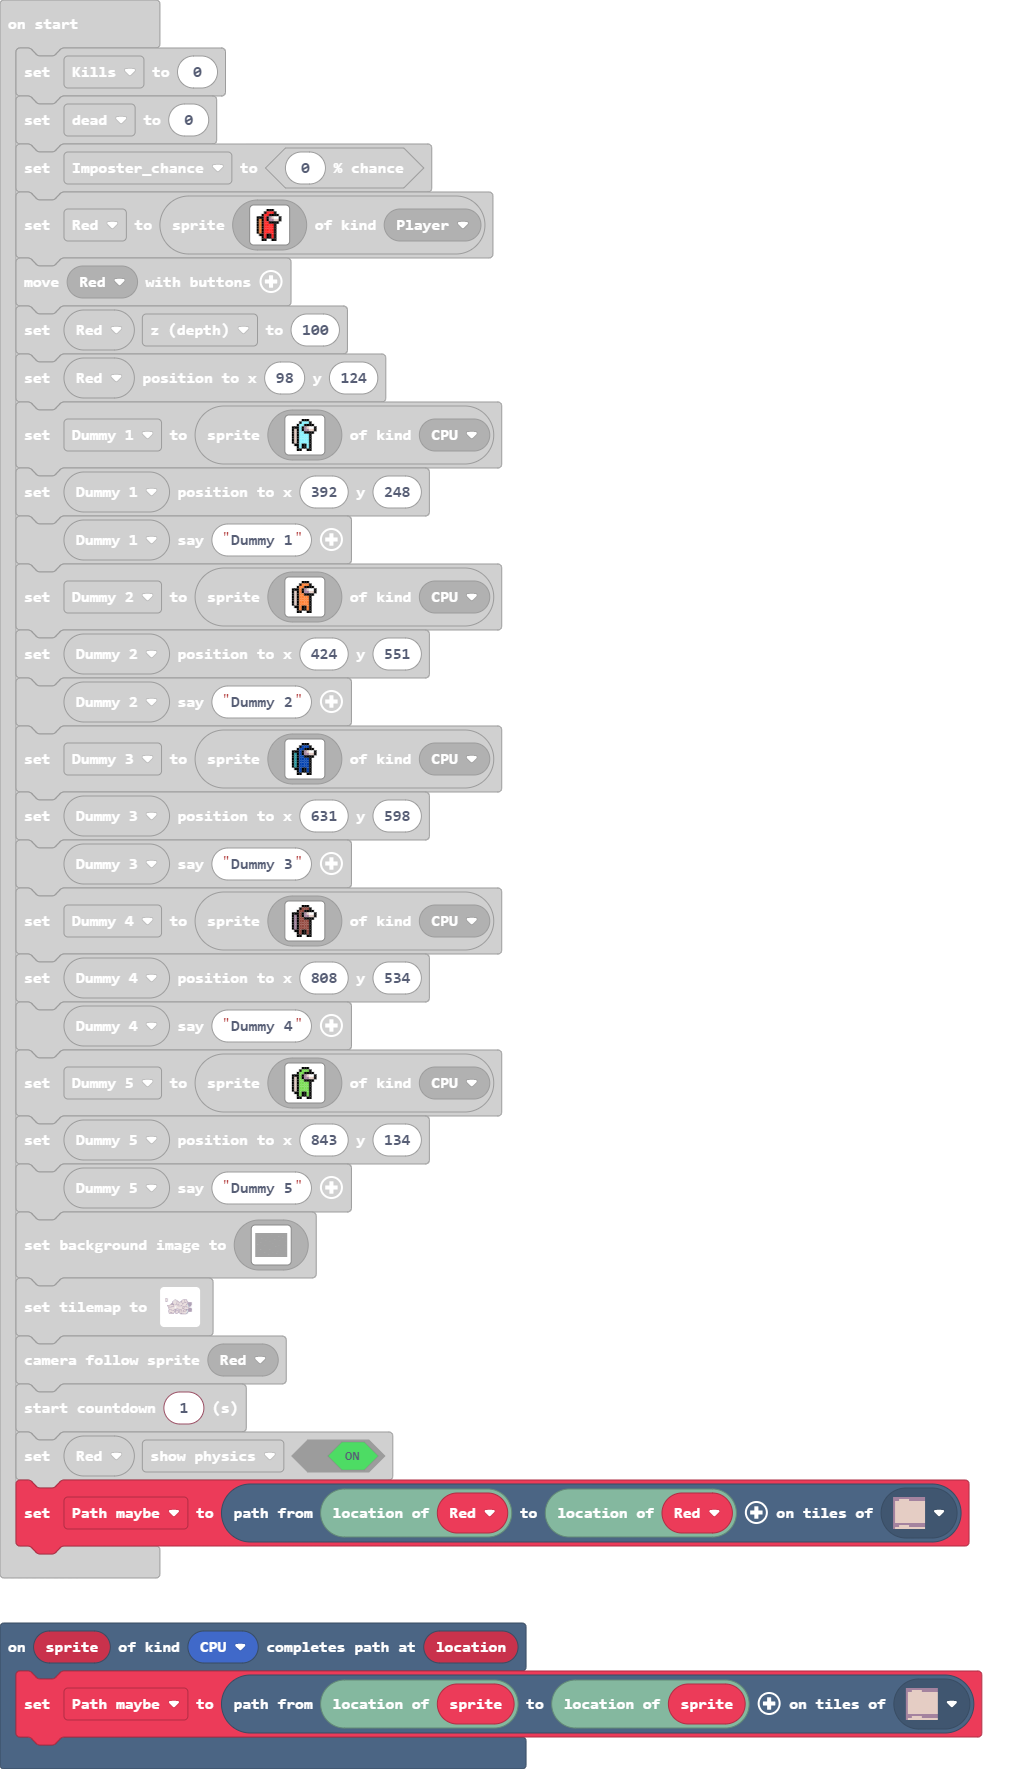 on start
set Kills to 0
set dead to 0
set Imposter_chance to 0 % chance
set Red to sprite of kind Player
move Red with buttons
set Red z (depth) to 100
set Red position to x 98 y 124
set Dummy 1 to sprite of kind CPU
set Dummy 1 position to x 392 y 248
Dummy 1 say "Dummy 1"
set Dummy 2 to sprite of kind CPU
set Dummy 2 position to x 424 y 551
Dummy 2 say "Dummy 2"
set Dummy 3 to sprite of kind CPU
set Dummy 3 position to x 631 y 598
Dummy 3 say "Dummy 3"
set Dummy 4 to sprite of kind CPU
set Dummy 4 position to x 808 y 534
Dummy 4 say "Dummy 4"
set Dummy 5 to sprite of kind CPU
set Dummy 5 position to x 843 y 134
Dummy 5 say "Dummy 5"
set background image to
set tilemap to
camera follow sprite Red
start countdown 1 (s)
set Red show physics ON
set Path maybe to path from location of Red to location of Red on tiles of
on sprite of kind CPU completes path at location
set Path maybe to path from location of sprite to location of sprite on tiles of